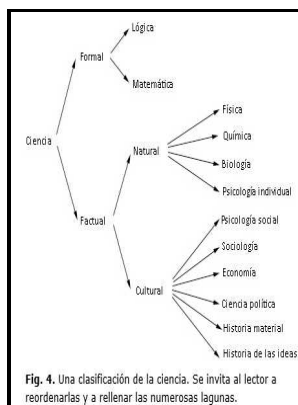 Lógica
Formal
Matemática
Física
Química
Ciencia
Natural
Biología
Psicología individual
Psicología social
Factual
Sociología
Economía
Cultural
Ciencia política
Historia material
Historia de las ideas
Fig. 4. Una clasificación de la ciencia. Se invita al lector a
reordenarlas y a rellenar las numerosas lagunas.